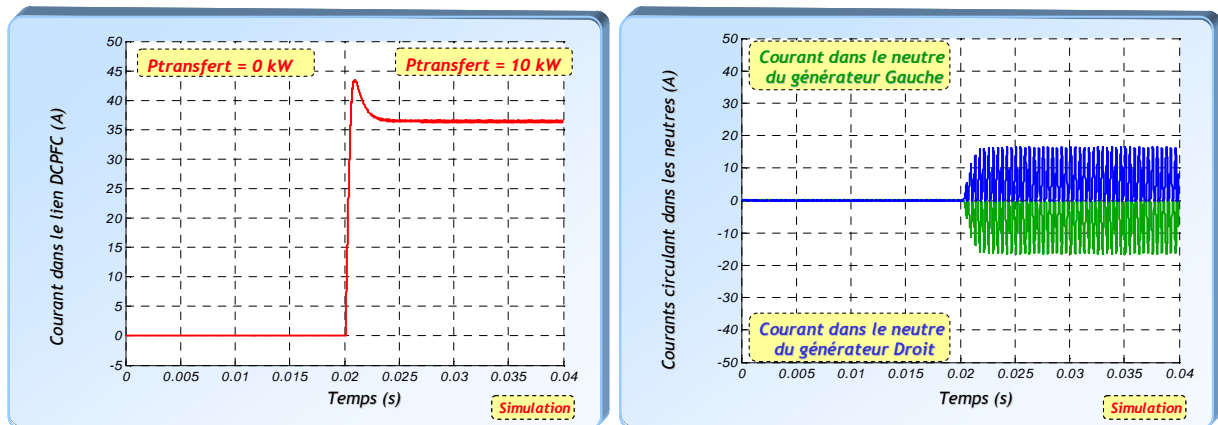 Courant dans le lien DCPFC (A)
50
45
40
35
30
25
20
15
10
5
0
-5
Ptransfert = 0 kW
Ptransfert = 10 kW
0 0.005 0.01 0.015 0.02 0.025 0.03 0.035 0.04
Temps (s)
Simulation
Courants circulant dans les neutres (A)
50
40
30
20
10
0
-10
-20
-30
-40
-50
Courant dans le neutre
du générateur Gauche
Courant dans le neutre
du générateur Droit
0 0.005 0.01 0.015 0.02 0.025 0.03 0.035 0.04
Temps (s)
Simulation